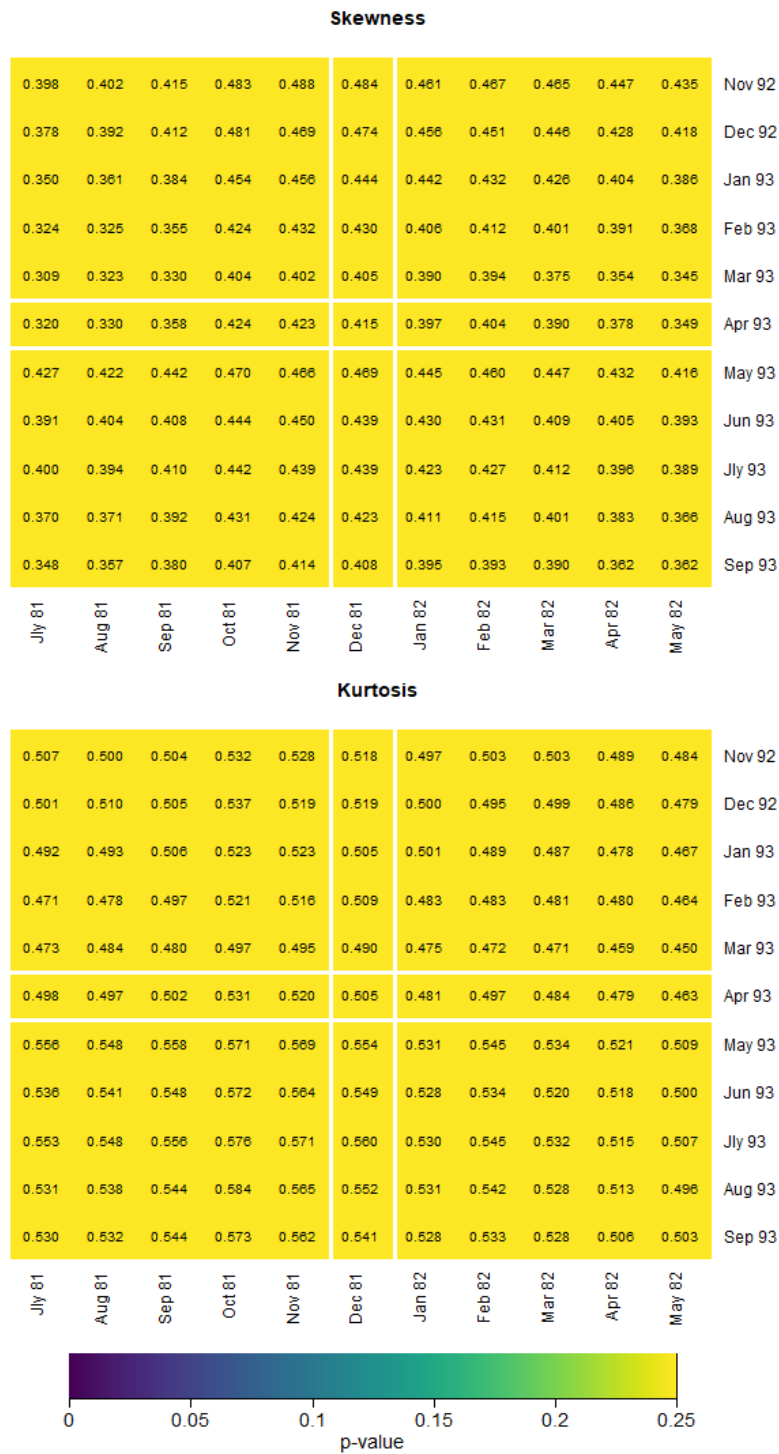 Skewness
0.398 0.402 0.415 0.483 0.488 0.484 0.461 0.467 0.465 0.447 0.435 Nov 92
0.378 0.392 0.412 0.481 0.469 0.474 0.456 0.451 0.446 0.428 0.418 Dec 92
0.350 0.361 0.384 0.454 0.456 0.444 0.442 0.432 0.426 0.404 0.386 Jan 93
0.324 0.325 0.355 0.424 0.432 0.430 0.406 0.412 0.401 0.391 0.368 Feb 93
0.309 0.323 0.330 0.404 0.402 0.405 0.390 0.394 0.375 0.354 0.345 Mar 93
0.320 0.330 0.358 0.424 0.423 0.415 0.397 0.404 0.390 0.378 0.349 Apr 93
0.427 0.422 0.442 0.470 0.466 0.469 0.445 0.460 0.447 0.432 0.416 May 93
0.391 0.404 0.408 0.444 0.450 0.439 0.430 0.431 0.409 0.405 0.393 Jun 93
0.400 0.394 0.410 0.442 0.439 0.439 0.423 0.427 0.412 0.396 0.389 Jly 93
0.370 0.371 0.392 0.431 0.424 0.423 0.411 0.415 0.401 0.383 0.366 Aug 93
0.348 0.357 0.380 0.407 0.414 0.408 0.395 0.393 0.390 0.362 0.362 Sep 93
Jly 81 Aug 81 Sep 81 Oct 81 Nov 81 Dec 81 Jan 82 Feb 82 Mar 82 Apr 82 May 82
Kurtosis
0.507 0.500 0.504 0.532 0.528 0.518 0.497 0.503 0.503 0.489 0.484 Nov 92
0.501 0.510 0.505 0.537 0.519 0.519 0.500 0.495 0.499 0.486 0.479 Dec 92
0.492 0.493 0.506 0.523 0.523 0.505 0.501 0.489 0.487 0.478 0.467 Jan 93
0.471 0.478 0.497 0.521 0.516 0.509 0.483 0.483 0.481 0.480 0.464 Feb 93
0.473 0.484 0.480 0.497 0.495 0.490 0.475 0.472 0.471 0.459 0.450 Mar 93
0.498 0.497 0.502 0.531 0.520 0.505 0.481 0.497 0.484 0.479 0.463 Apr 93
0.556 0.548 0.558 0.571 0.569 0.554 0.531 0.545 0.534 0.521 0.509 May 93
0.536 0.541 0.548 0.572 0.564 0.549 0.528 0.534 0.520 0.518 0.500 Jun 93
0.553 0.548 0.556 0.576 0.571 0.560 0.530 0.545 0.532 0.515 0.507 Jly 93
0.531 0.538 0.544 0.584 0.565 0.552 0.531 0.542 0.528 0.513 0.496 Aug 93
0.530 0.532 0.544 0.573 0.562 0.541 0.528 0.533 0.528 0.506 0.503 Sep 93
Jly 81 Aug 81 Sep 81 Oct 81 Nov 81 Dec 81 Jan 82 Feb 82 Mar 82 Apr 82 May 82
0 0.05 0.1 0.15 0.2 0.25
p-value